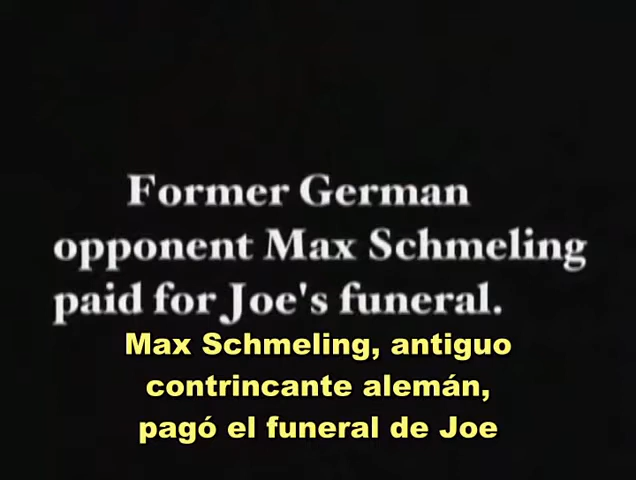 Former German
opponent Max Schmeling
paid for Joe's funeral.
Max Schmeling, antiguo
contrincante alemán,
pagó el funeral de Joe